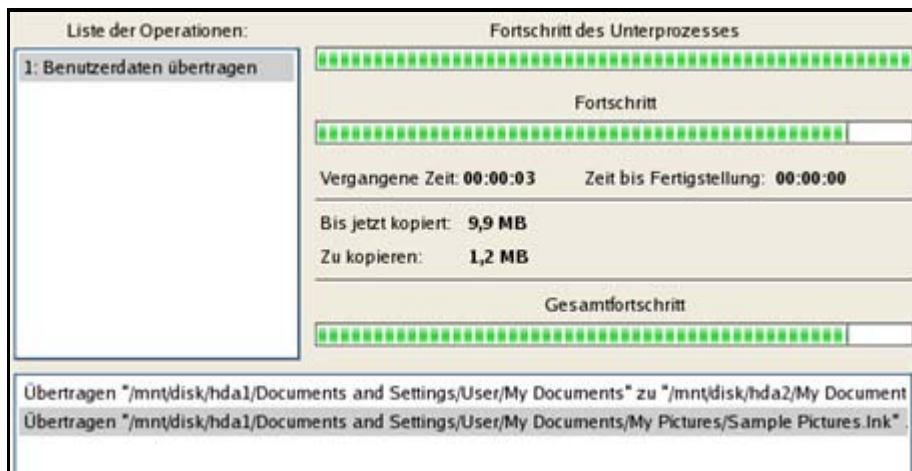 Liste der Operationen:
1: Benutzerdaten übertragen
Fortschritt des Unterprozesses
Fortschritt
Vergangene Zeit: 00:00:03 Zeit bis Fertigstellung: 00:00:00
Bis jetzt kopiert: 9,9 MB
Zu kopieren: 1,2 MB
Gesamtfortschritt
Übertragen "/mnt/disk/hda1/Documents and Settings/User/My Documents" zu "/mnt/disk/hda2/My Document
Übertragen "/mnt/disk/hda1/Documents and Settings/User/My Documents/My Pictures/Sample Pictures.lnk" .